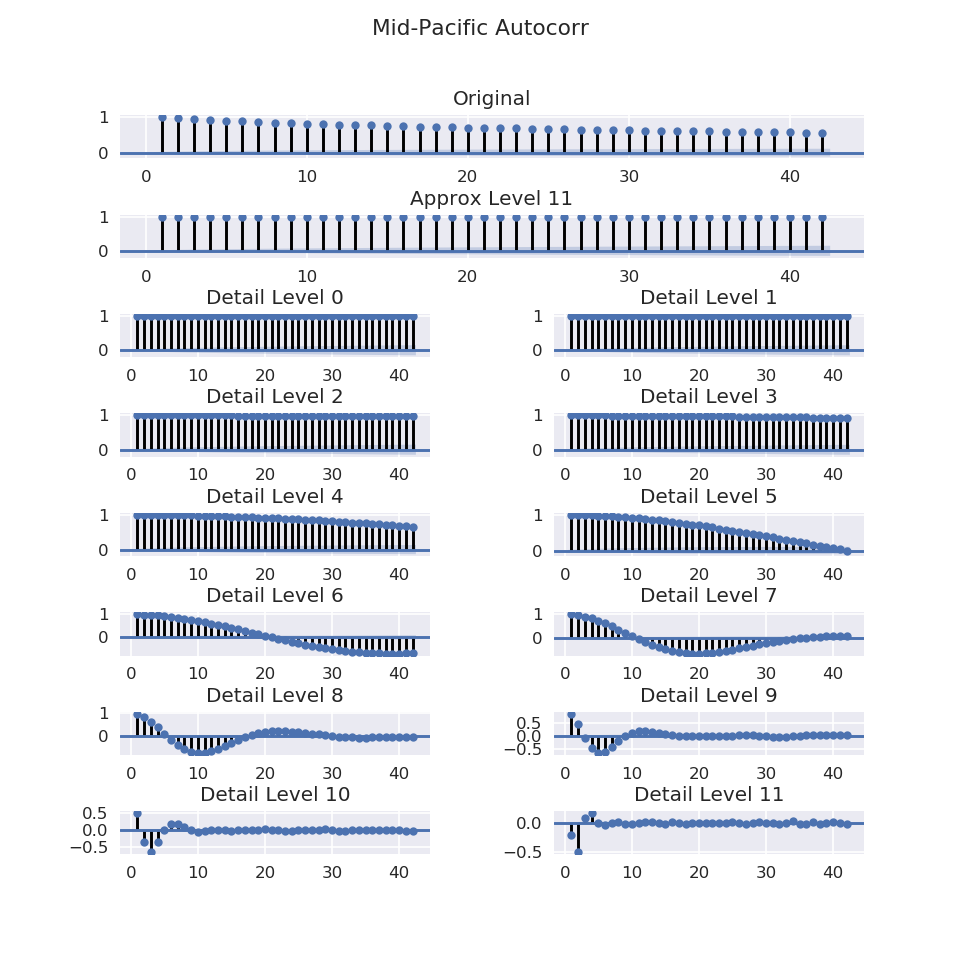 Mid-Pacific Autocorr
Original
1
0
0 10 20 30 40
Approx Level 11
1
0
0 10 20 30 40
Detail Level 0
1
0
0 10 20 30 40
Detail Level 1
1
0
0 10 20 30 40
Detail Level 2
1
0
0 10 20 30 40
Detail Level 3
1
0
0 10 20 30 40
Detail Level 4
1
0
0 10 20 30 40
Detail Level 5
1
0
0 10 20 30 40
Detail Level 6
1
0
0 10 20 30 40
Detail Level 7
1
0
0 10 20 30 40
Detail Level 8
1
0
0 10 20 30 40
Detail Level 9
0.5
0.0
−0.5
0 10 20 30 40
Detail Level 10
0.5
0.0
−0.5
0 10 20 30 40
Detail Level 11
0.0
−0.5
0 10 20 30 40